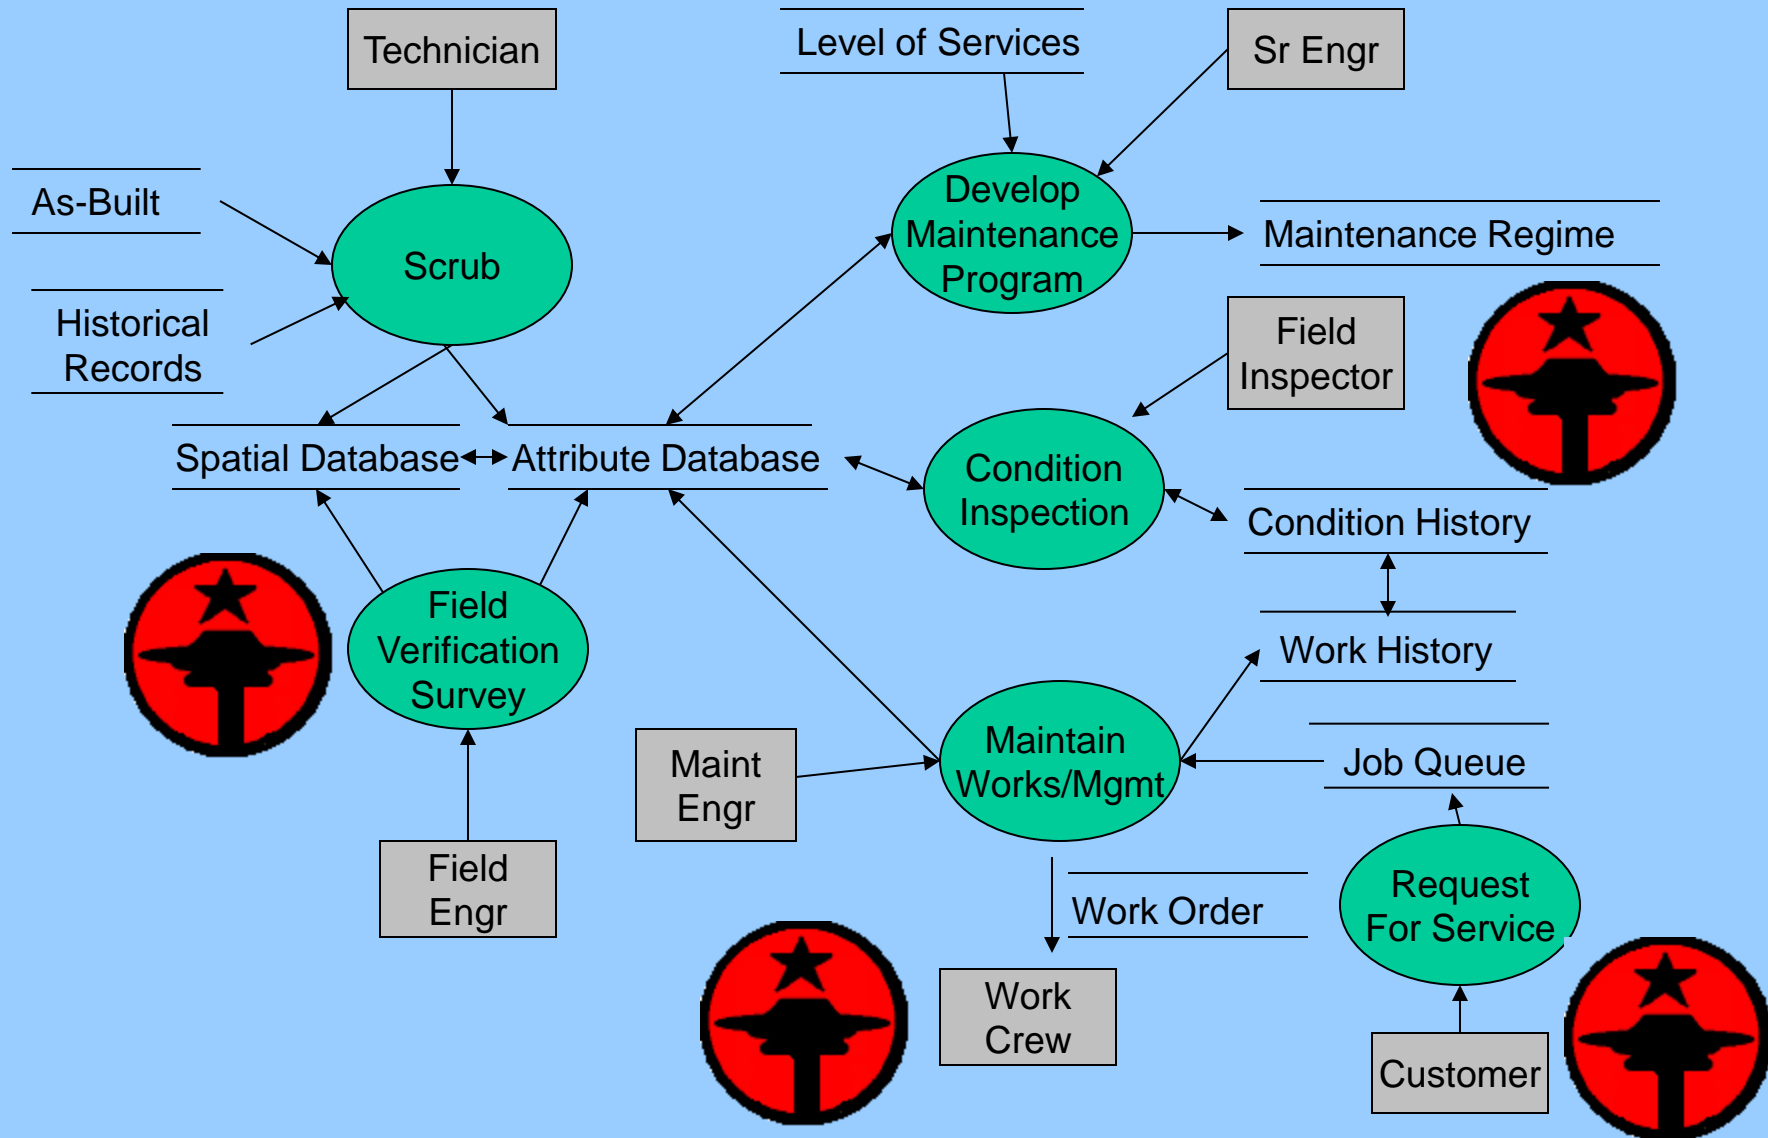 Technician
Level of Services
Sr Engr
As-Built
Scrub
Develop
Maintenance
Program
Maintenance Regime
Historical
Records
Field
Inspector
Spatial Database
Attribute Database
Condition
Inspection
Condition History
Field
Verification
Survey
Work History
Maint
Engr
Maintain
Works/Mgmt
Job Queue
Field
Engr
Work Order
Request
For Service
Work
Crew
Customer